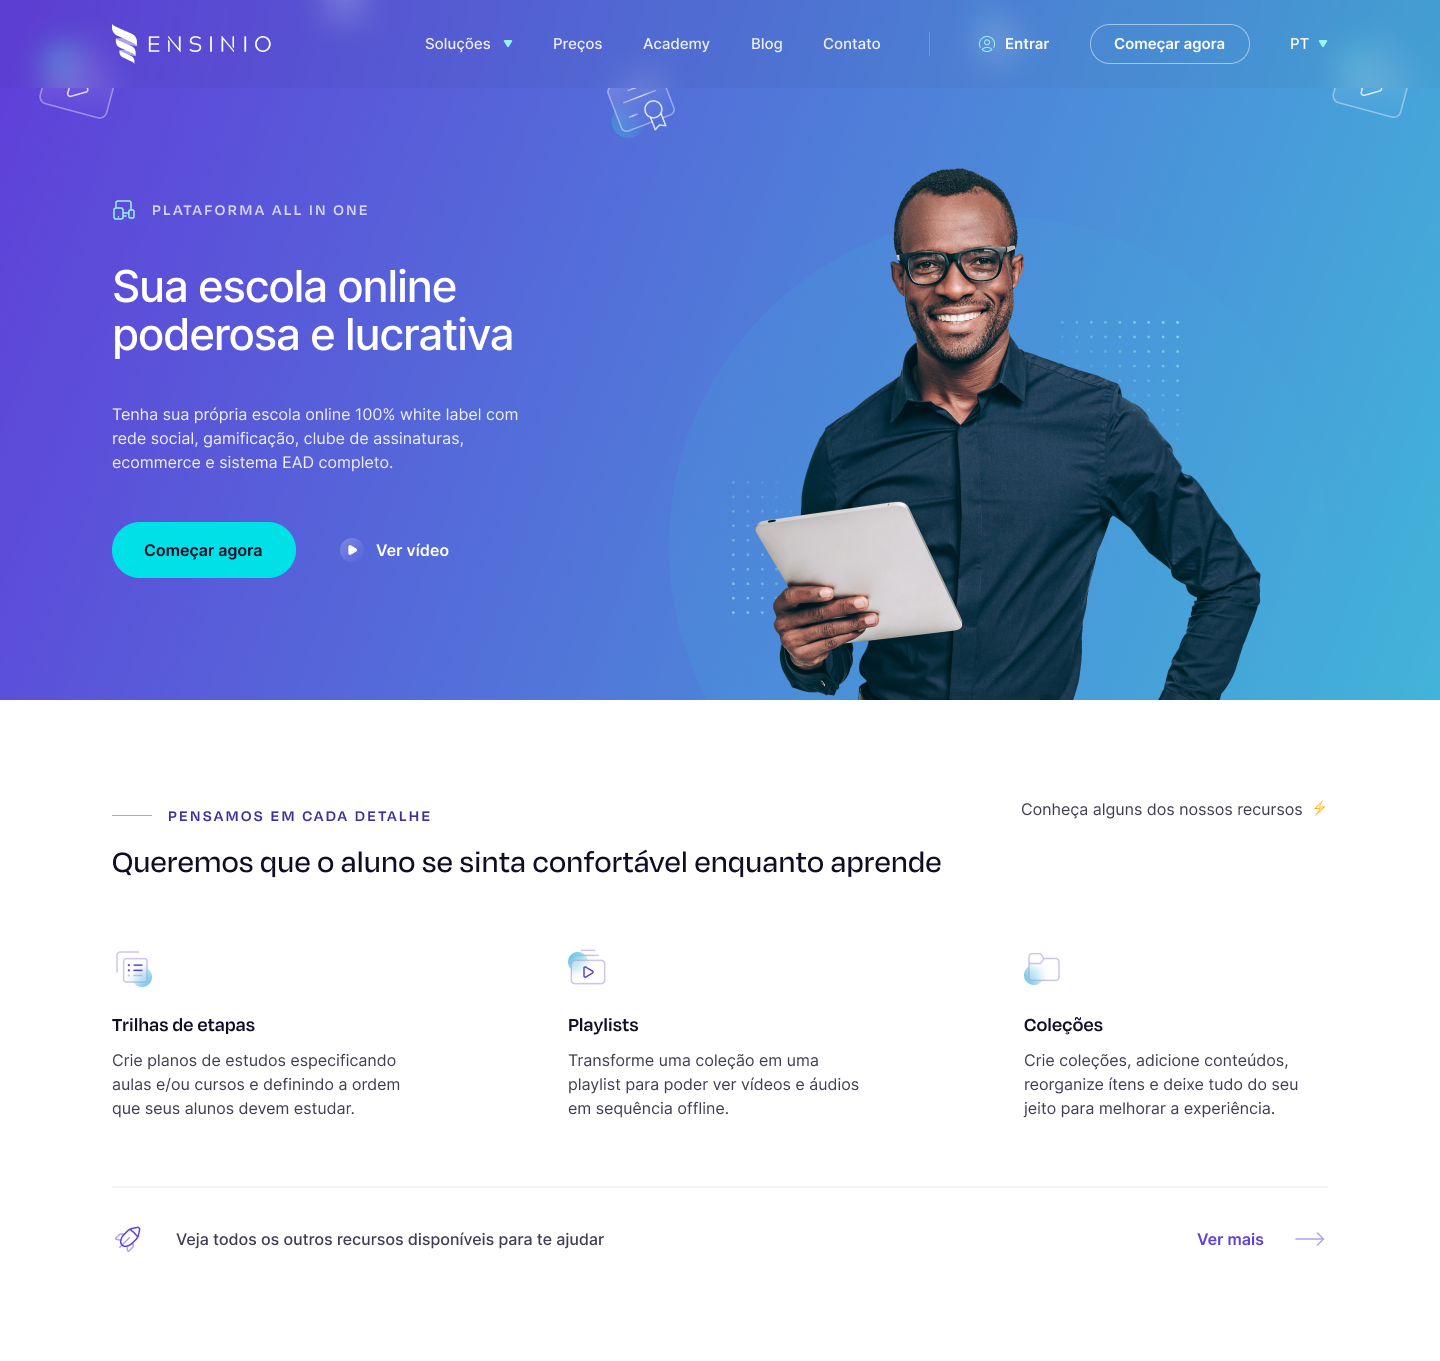 ENSINIO
Soluções
Preços
Academy
Blog
Contato
Entrar
Começar agora
PT
PLATAFORMA ALL IN ONE
Sua escola online
poderosa e lucrativa
Tenha sua própria escola online 100% white label com
rede social, gamificação, clube de assinaturas,
ecommerce e sistema EAD completo.
Começar agora
Ver vídeo
PENSAMOS EM CADA DETALHE
Conheça alguns dos nossos recursos ⚡
Queremos que o aluno se sinta confortável enquanto aprende
Trilhas de etapas
Crie planos de estudos especificando
aulas e/ou cursos e definindo a ordem
que seus alunos devem estudar.
Playlists
Transforme uma coleção em uma
playlist para poder ver vídeos e áudios
em sequência offline.
Coleções
Crie coleções, adicione conteúdos,
reorganize ítens e deixe tudo do seu
jeito para melhorar a experiência.
Veja todos os outros recursos disponíveis para te ajudar
Ver mais